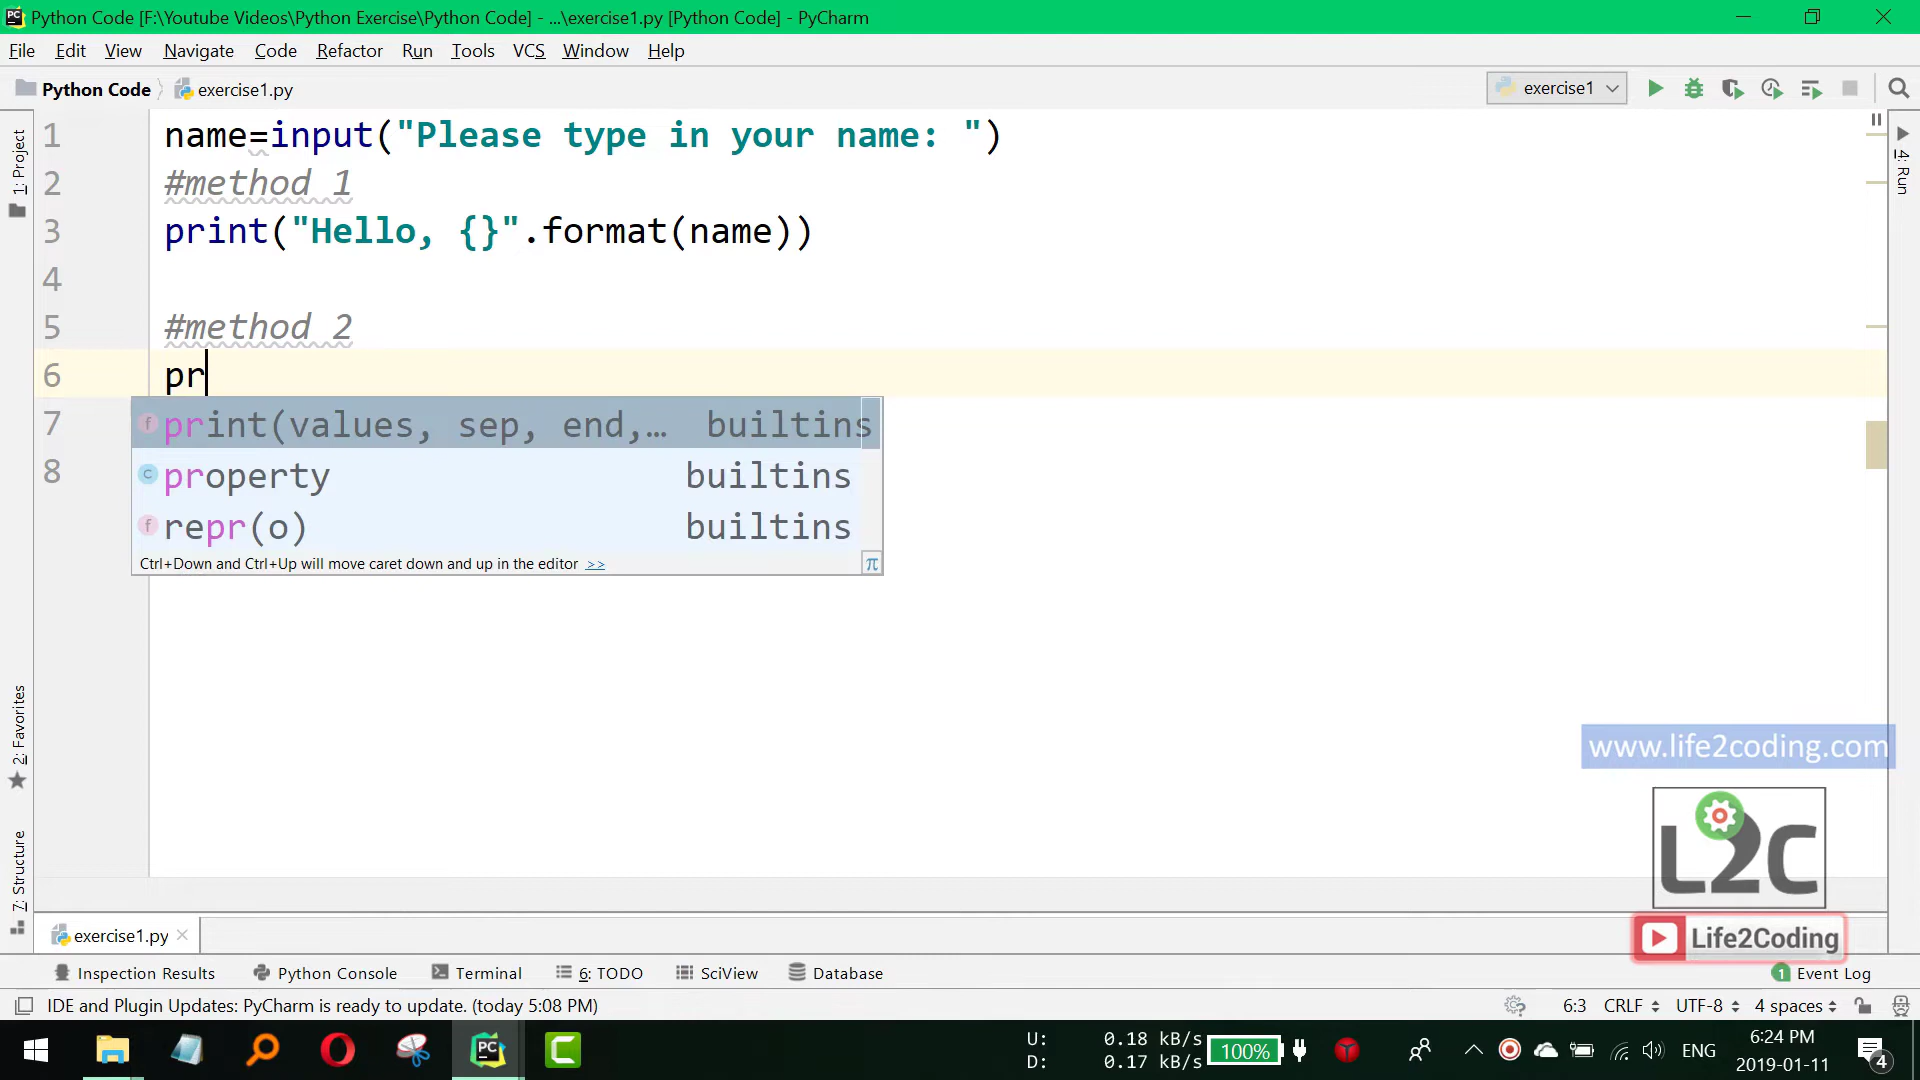 Python Code [F:\Youtube Videos\Python Exercise\Python Code] - ...\exercise1.py [Python Code] - PyCharm
File Edit View Navigate Code Refactor Run Tools VCS Window Help
Python Code exercise1.py exercise1
1: Project
4: Run
1 name=input("Please type in your name: ")
2 #method 1
3 print("Hello, {}".format(name))
4
5 #method 2
6 pr
7
8
print(values, sep, end,… builtins
property builtins
repr(o) builtins
Ctrl+Down and Ctrl+Up will move caret down and up in the editor >> π
2: Favorites
7: Structure
www.life2coding.com
L2C
Life2Coding
exercise1.py
Inspection Results Python Console Terminal 6: TODO SciView Database 1 Event Log
IDE and Plugin Updates: PyCharm is ready to update. (today 5:08 PM) 6:3 CRLF UTF-8 4 spaces
U: 0.18 kB/s
D: 0.17 kB/s
100%
ENG
6:24 PM
2019-01-11
4